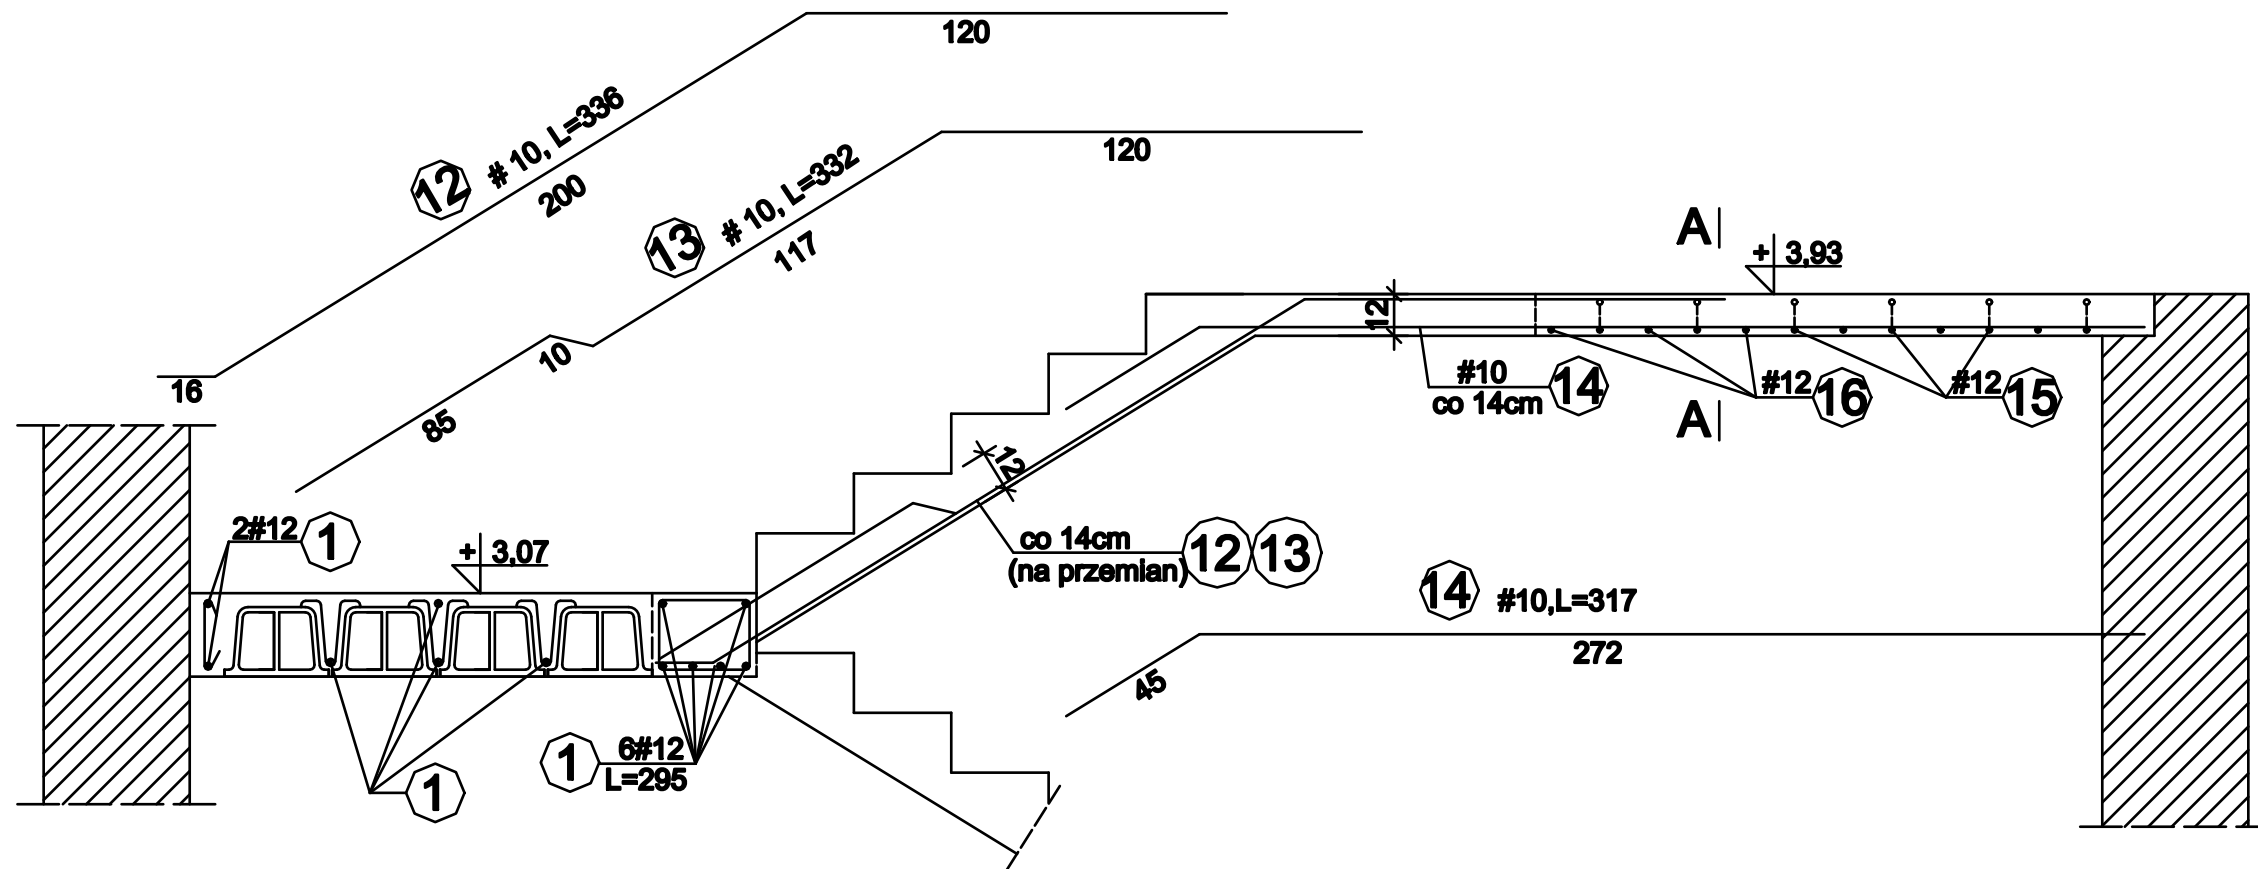 120
12 # 10, L=336
200
16
13 # 10, L=332
120
117
10
85
A
+ 3,93
12
#10 14
co 14cm
#12 16
#12 15
A
12
2#12 1
+ 3,07
co 14cm 12 13
(na przemian)
14 #10,L=317
272
45
1 6#12
L=295
1